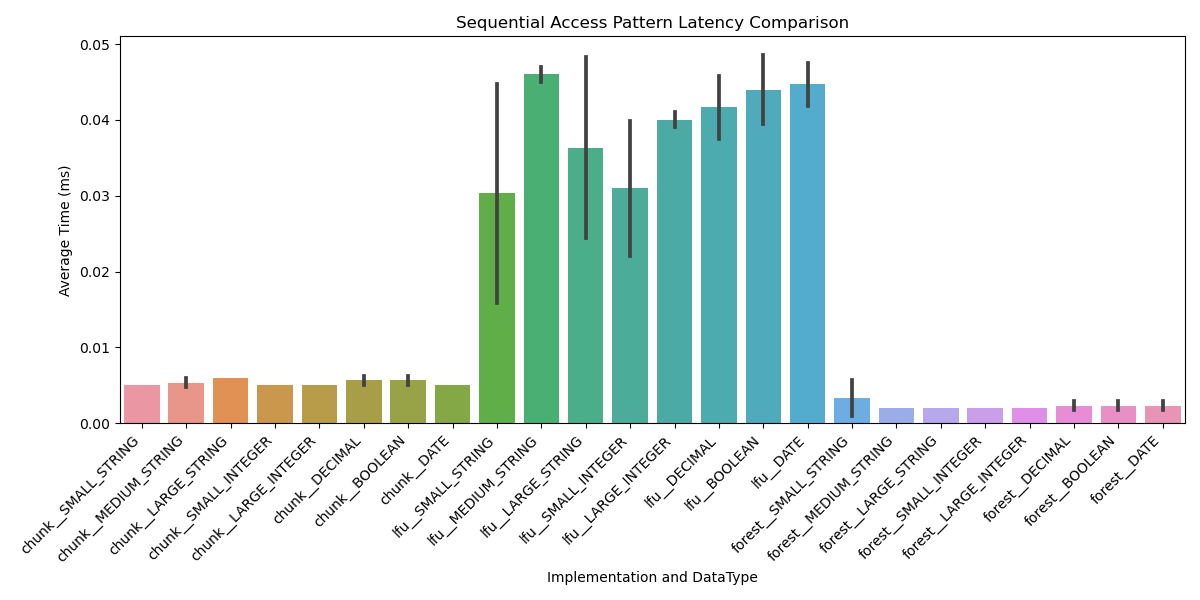 Sequential Access Pattern Latency Comparison
Average Time (ms)
0.05
0.04
0.03
0.02
0.01
0.00
chunk__SMALL_STRING
chunk__MEDIUM_STRING
chunk__LARGE_STRING
chunk__SMALL_INTEGER
chunk__LARGE_INTEGER
chunk__DECIMAL
chunk__BOOLEAN
chunk__DATE
lfu__SMALL_STRING
lfu__MEDIUM_STRING
lfu__LARGE_STRING
lfu__SMALL_INTEGER
lfu__LARGE_INTEGER
lfu__DECIMAL
lfu__BOOLEAN
lfu__DATE
forest__SMALL_STRING
forest__MEDIUM_STRING
forest__LARGE_STRING
forest__SMALL_INTEGER
forest__LARGE_INTEGER
forest__DECIMAL
forest__BOOLEAN
forest__DATE
Implementation and DataType